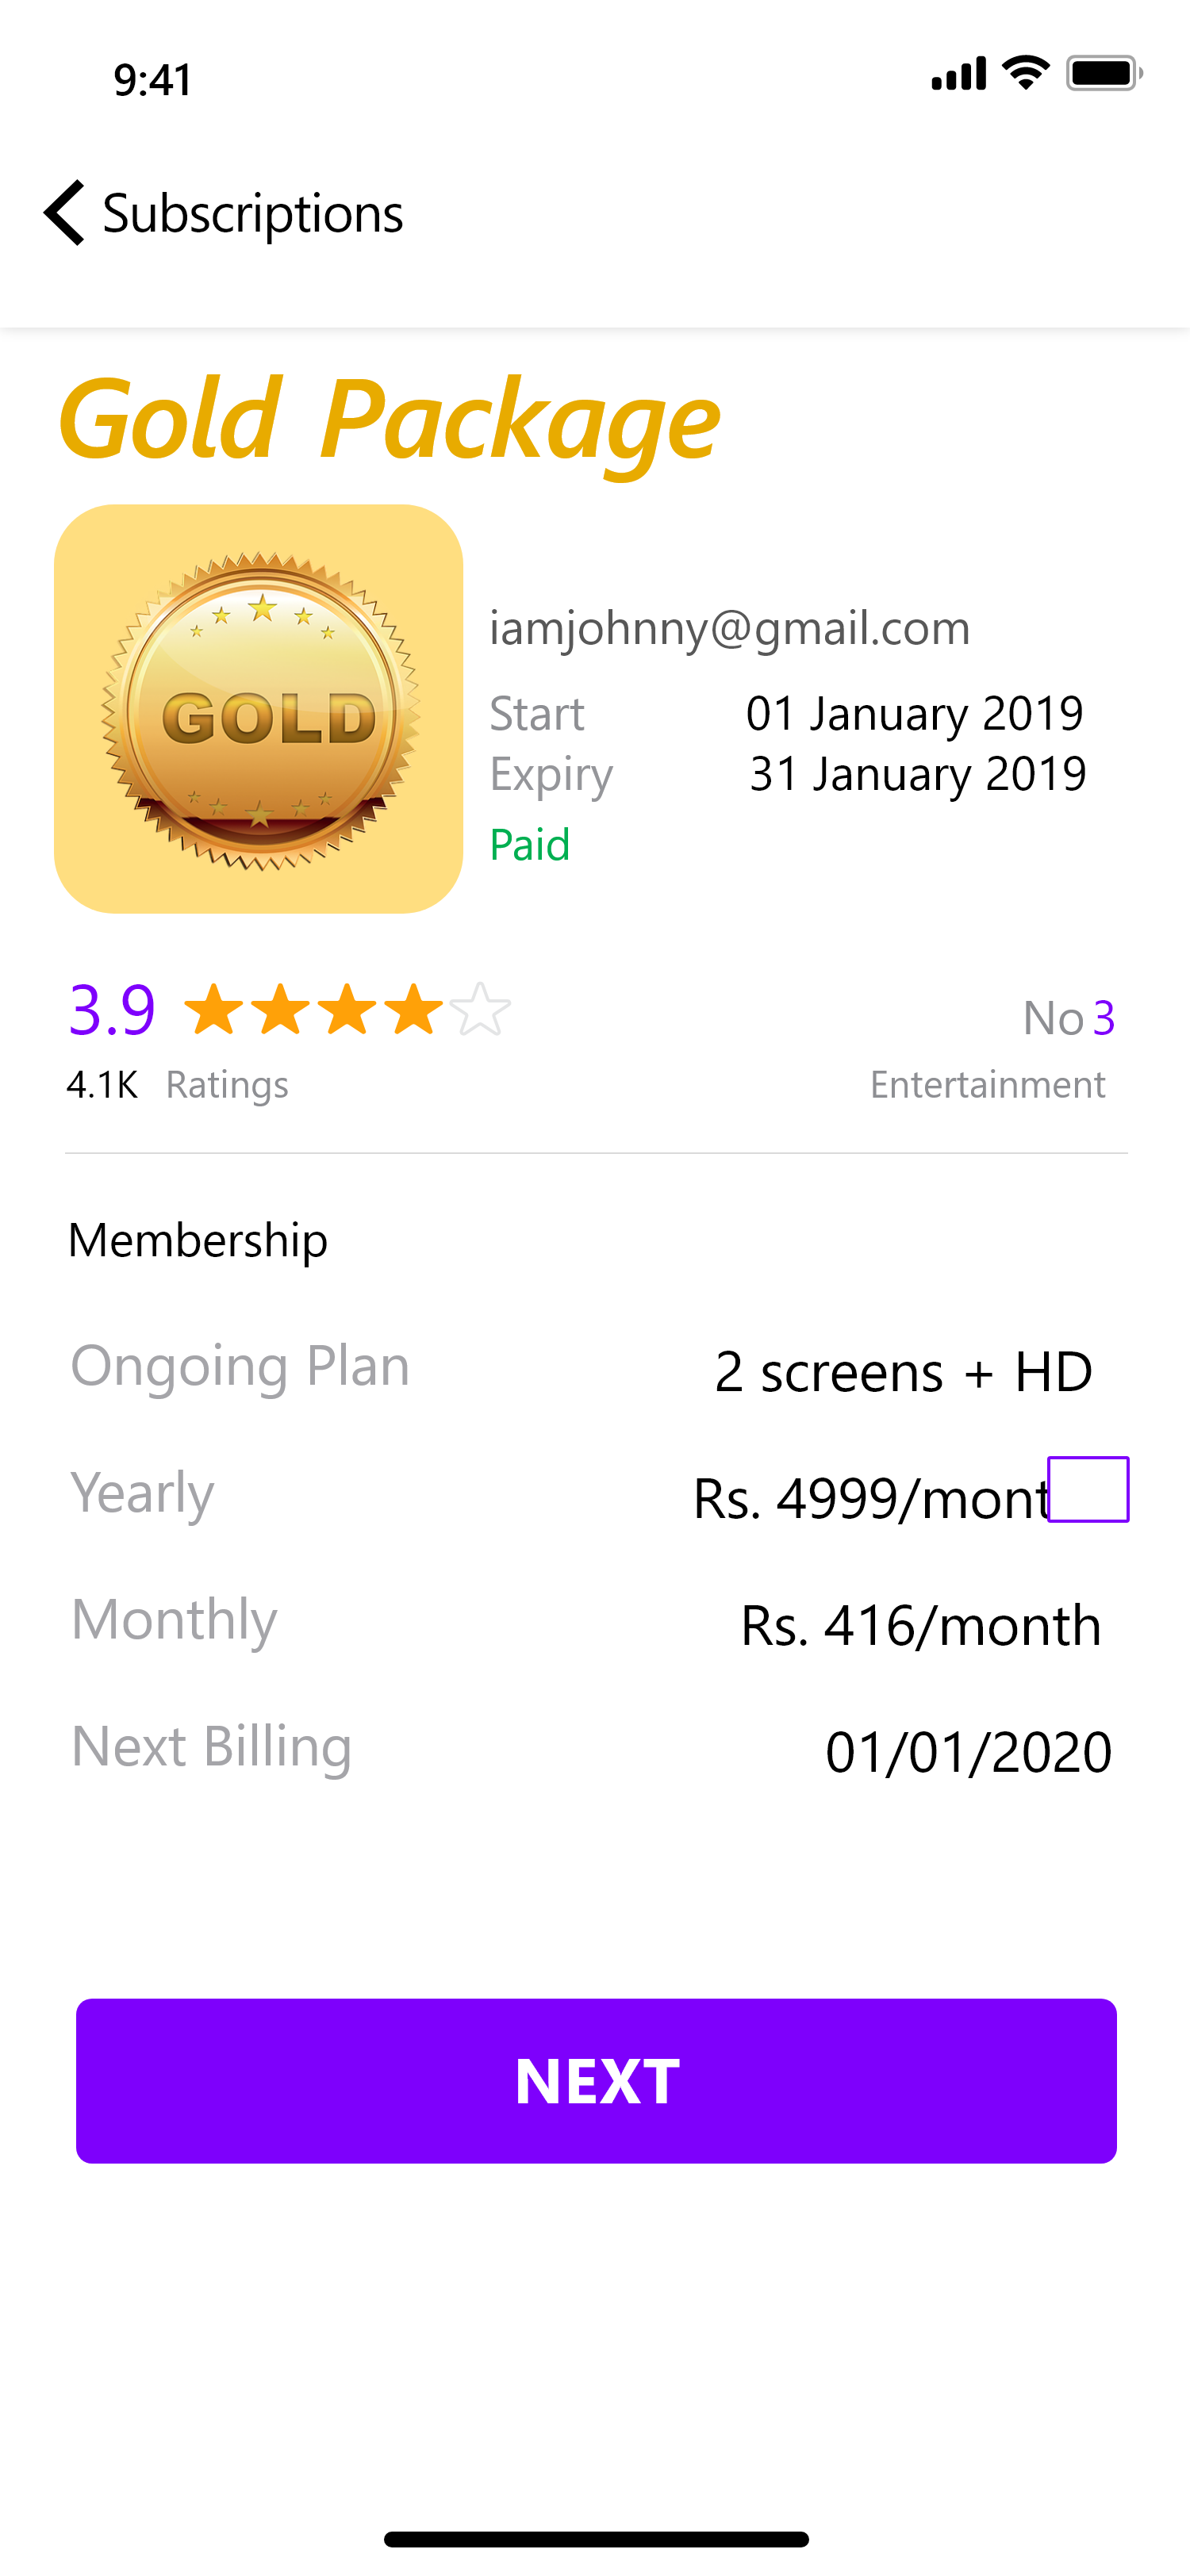 9:41
Subscriptions
Gold Package
GOLD
iamjohnny@gmail.com
Start 01 January 2019
Expiry 31 January 2019
Paid
3.9 No 3
4.1K Ratings Entertainment
Membership
Ongoing Plan 2 screens + HD
Yearly Rs. 4999/mont
Monthly Rs. 416/month
Next Billing 01/01/2020
NEXT